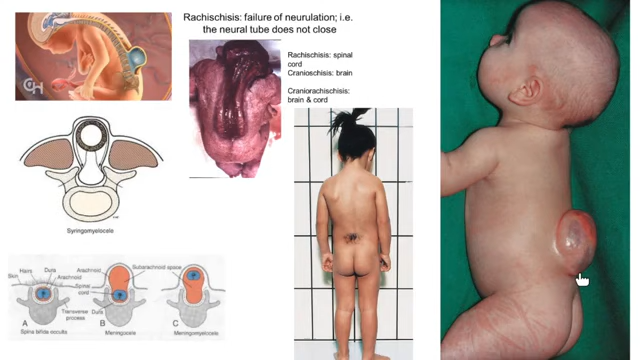 Rachischisis: failure of neurulation; i.e.
the neural tube does not close
Rachischisis: spinal
cord
Cranioschisis: brain
Craniorachischisis:
brain & cord
Syringomyelocele
Hairs
Dura
Skin
Arachnoid
Arachnoid
Subarachnoid space
Spinal
cord
Transverse
process
Dura
A
B
C
Spina bifida occulta
Meningocele
Meningomyelocele